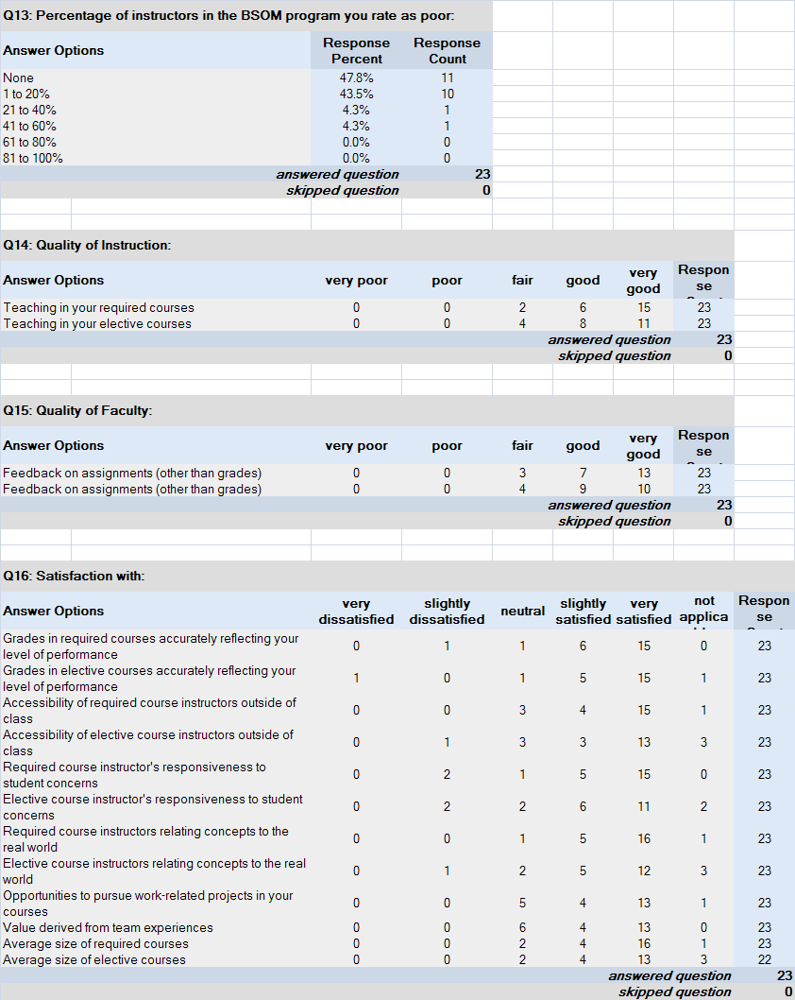 Q13: Percentage of instructors in the BSOM program you rate as poor:
Answer Options Response Percent Response Count
None 47.8% 11
1 to 20% 43.5% 10
21 to 40% 4.3% 1
41 to 60% 4.3% 1
61 to 80% 0.0% 0
81 to 100% 0.0% 0
answered question 23
skipped question 0
Q14: Quality of Instruction:
Answer Options very poor poor fair good very good Respon se
Teaching in your required courses 0 0 2 6 15 23
Teaching in your elective courses 0 0 4 8 11 23
answered question 23
skipped question 0
Q15: Quality of Faculty:
Answer Options very poor poor fair good very good Respon se
Feedback on assignments (other than grades) 0 0 3 7 13 23
Feedback on assignments (other than grades) 0 0 4 9 10 23
answered question 23
skipped question 0
Q16: Satisfaction with:
Answer Options very dissatisfied slightly dissatisfied neutral slightly satisfied very satisfied not applica Respon se
Grades in required courses accurately reflecting your
level of performance 0 1 1 6 15 0 23
Grades in elective courses accurately reflecting your
level of performance 1 0 1 5 15 1 23
Accessibility of required course instructors outside of
class 0 0 3 4 15 1 23
Accessibility of elective course instructors outside of
class 0 1 3 3 13 3 23
Required course instructor's responsiveness to
student concerns 0 2 1 5 15 0 23
Elective course instructor's responsiveness to student
concerns 0 2 2 6 11 2 23
Required course instructors relating concepts to the
real world 0 0 1 5 16 1 23
Elective course instructors relating concepts to the real
world 0 1 2 5 12 3 23
Opportunities to pursue work-related projects in your
courses 0 0 5 4 13 1 23
Value derived from team experiences 0 0 6 4 13 0 23
Average size of required courses 0 0 2 4 16 1 23
Average size of elective courses 0 0 2 4 13 3 22
answered question 23
skipped question 0